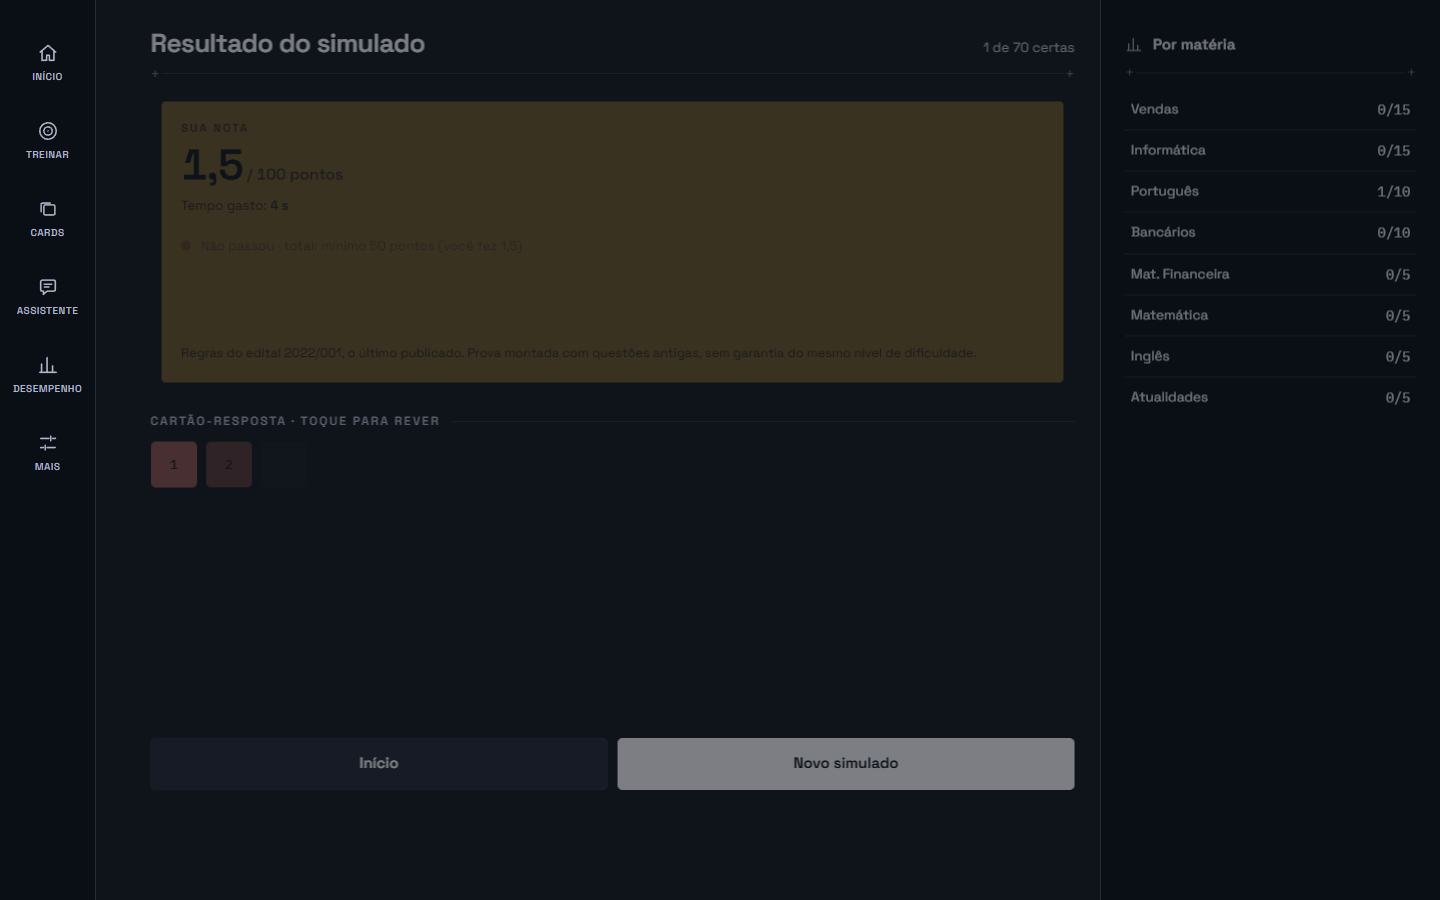 INÍCIO
TREINAR
CARDS
ASSISTENTE
DESEMPENHO
MAIS
Resultado do simulado
1 de 70 certas
SUA NOTA
1,5 / 100 pontos
Tempo gasto: 4 s
Não passou · total: mínimo 50 pontos (você fez 1,5)
Regras do edital 2022/001, o último publicado. Prova montada com questões antigas, sem garantia do mesmo nível de dificuldade.
CARTÃO-RESPOSTA · TOQUE PARA REVER
1 2
Início
Novo simulado
Por matéria
Vendas 0/15
Informática 0/15
Português 1/10
Bancários 0/10
Mat. Financeira 0/5
Matemática 0/5
Inglês 0/5
Atualidades 0/5